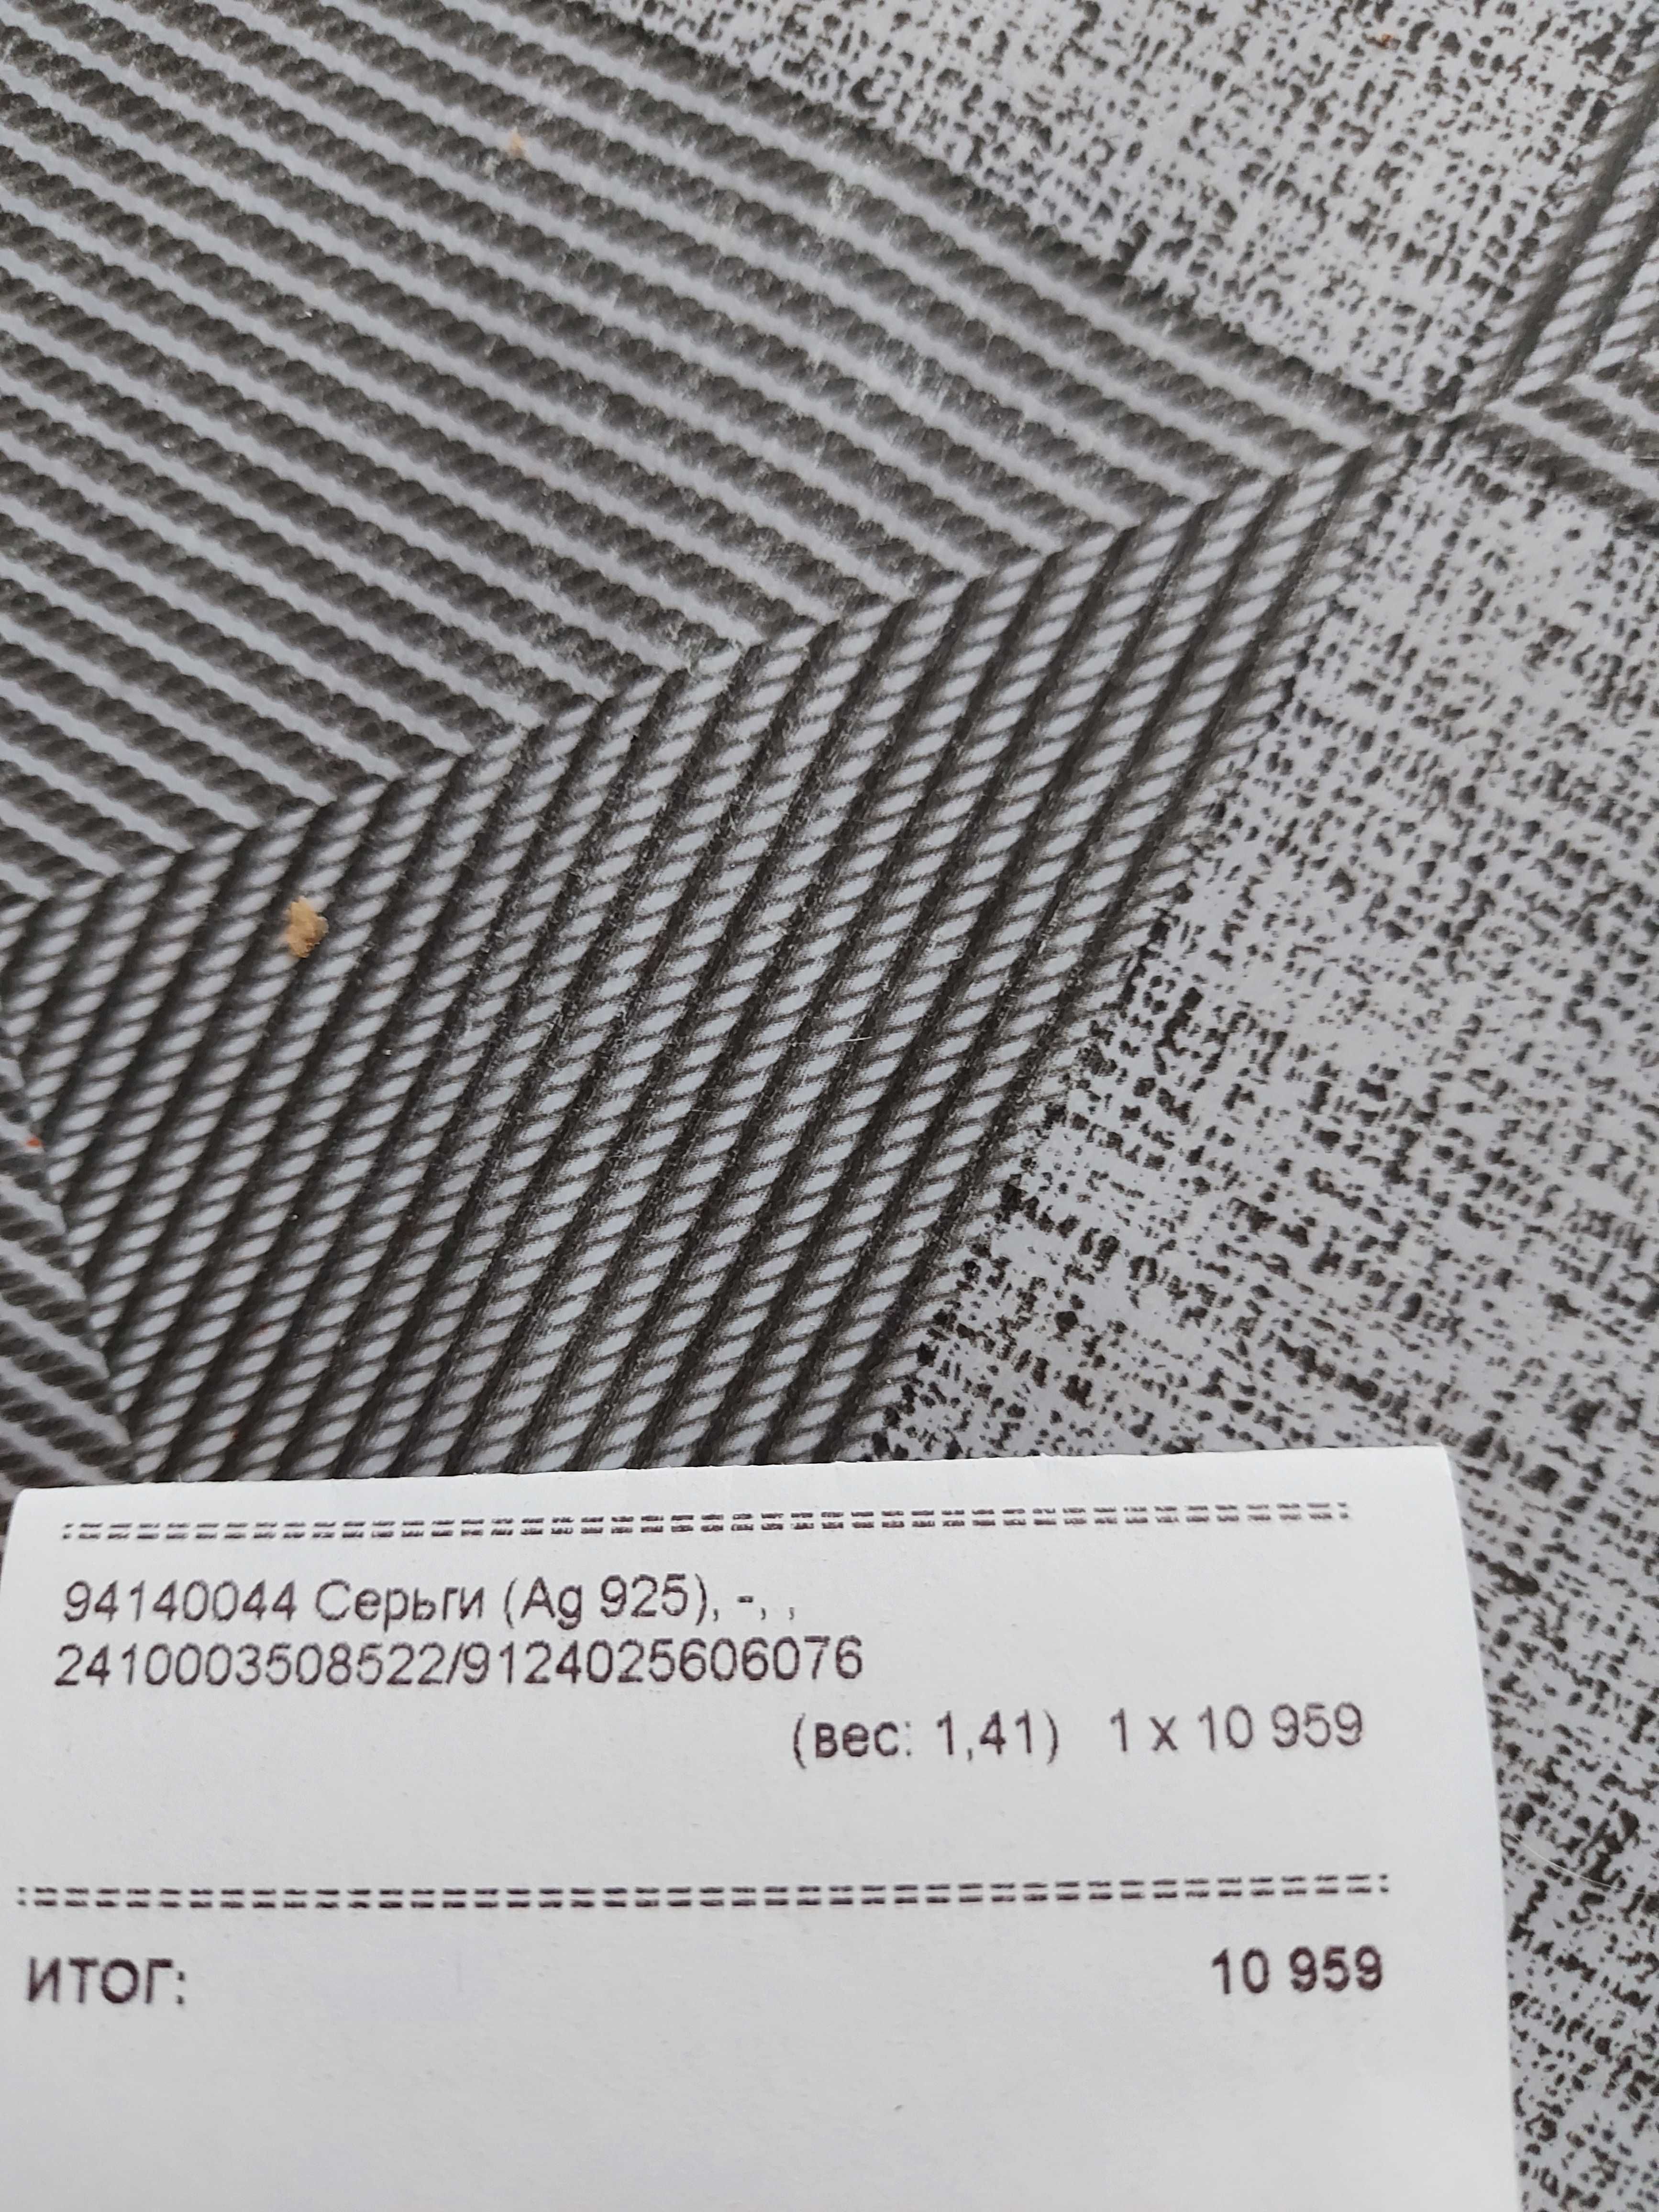 94140044 Серьги (Ag 925), -, ,
2410003508522/9124025606076
(вес: 1,41) 1 x 10 959
ИТОГ: 10 959